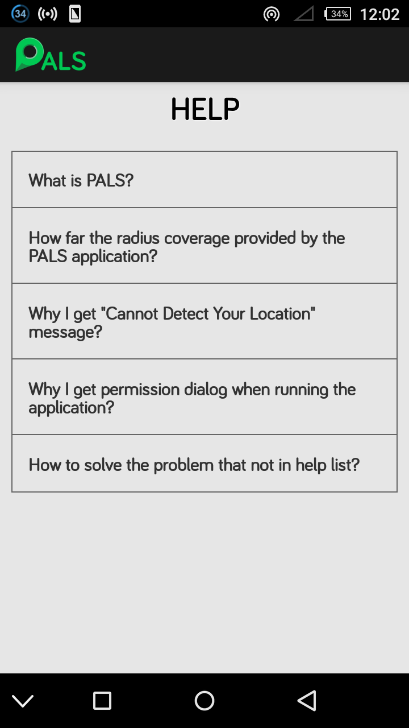 34
34%
12:02
PALS
HELP
What is PALS?
How far the radius coverage provided by the
PALS application?
Why I get "Cannot Detect Your Location"
message?
Why I get permission dialog when running the
application?
How to solve the problem that not in help list?